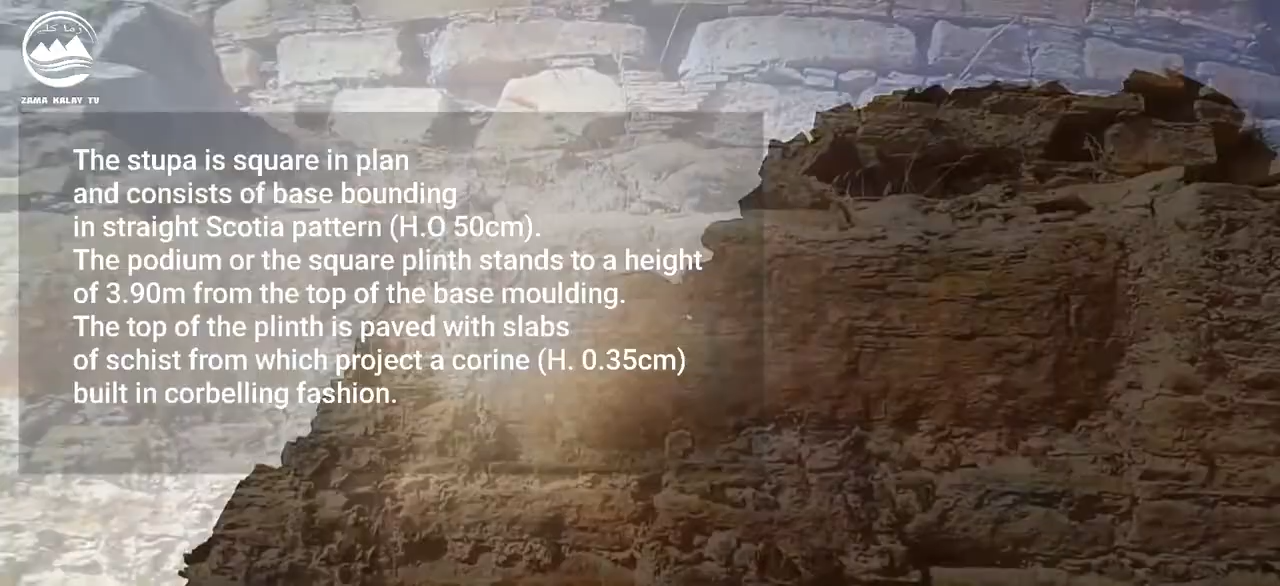 زما کلے
ZAMA KALAY TV
The stupa is square in plan
and consists of base bounding
in straight Scotia pattern (H.O 50cm).
The podium or the square plinth stands to a height
of 3.90m from the top of the base moulding.
The top of the plinth is paved with slabs
of schist from which project a corine (H. 0.35cm)
built in corbelling fashion.